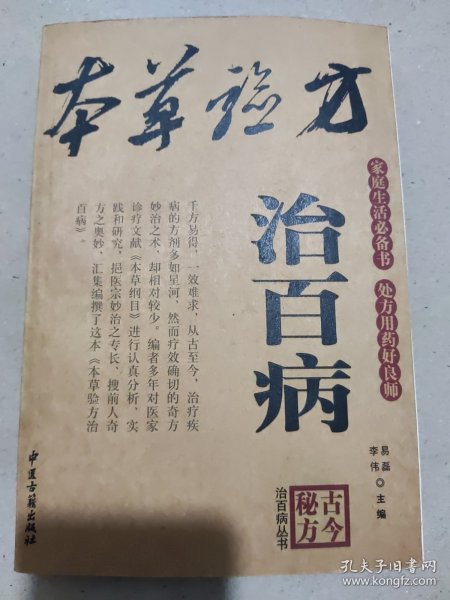 本草验方
治百病
家庭生活必备书 处方用药好良师
千方易得，一效难求，从古至今，治疗疾
病的方剂多如星河，然而疗效确切的奇方
妙治之术，却相对较少。编者多年对医家
诊疗文献《本草纲目》进行认真分析，实
践和研究，挹医宗妙治之专长，搜前人奇
方之奥妙，汇集编撰了这本《本草验方治
百病》。
易磊
李伟 ◎ 主编
古今
秘方
治百病丛书
中医古籍出版社
孔夫子旧书网
www.kongfz.com